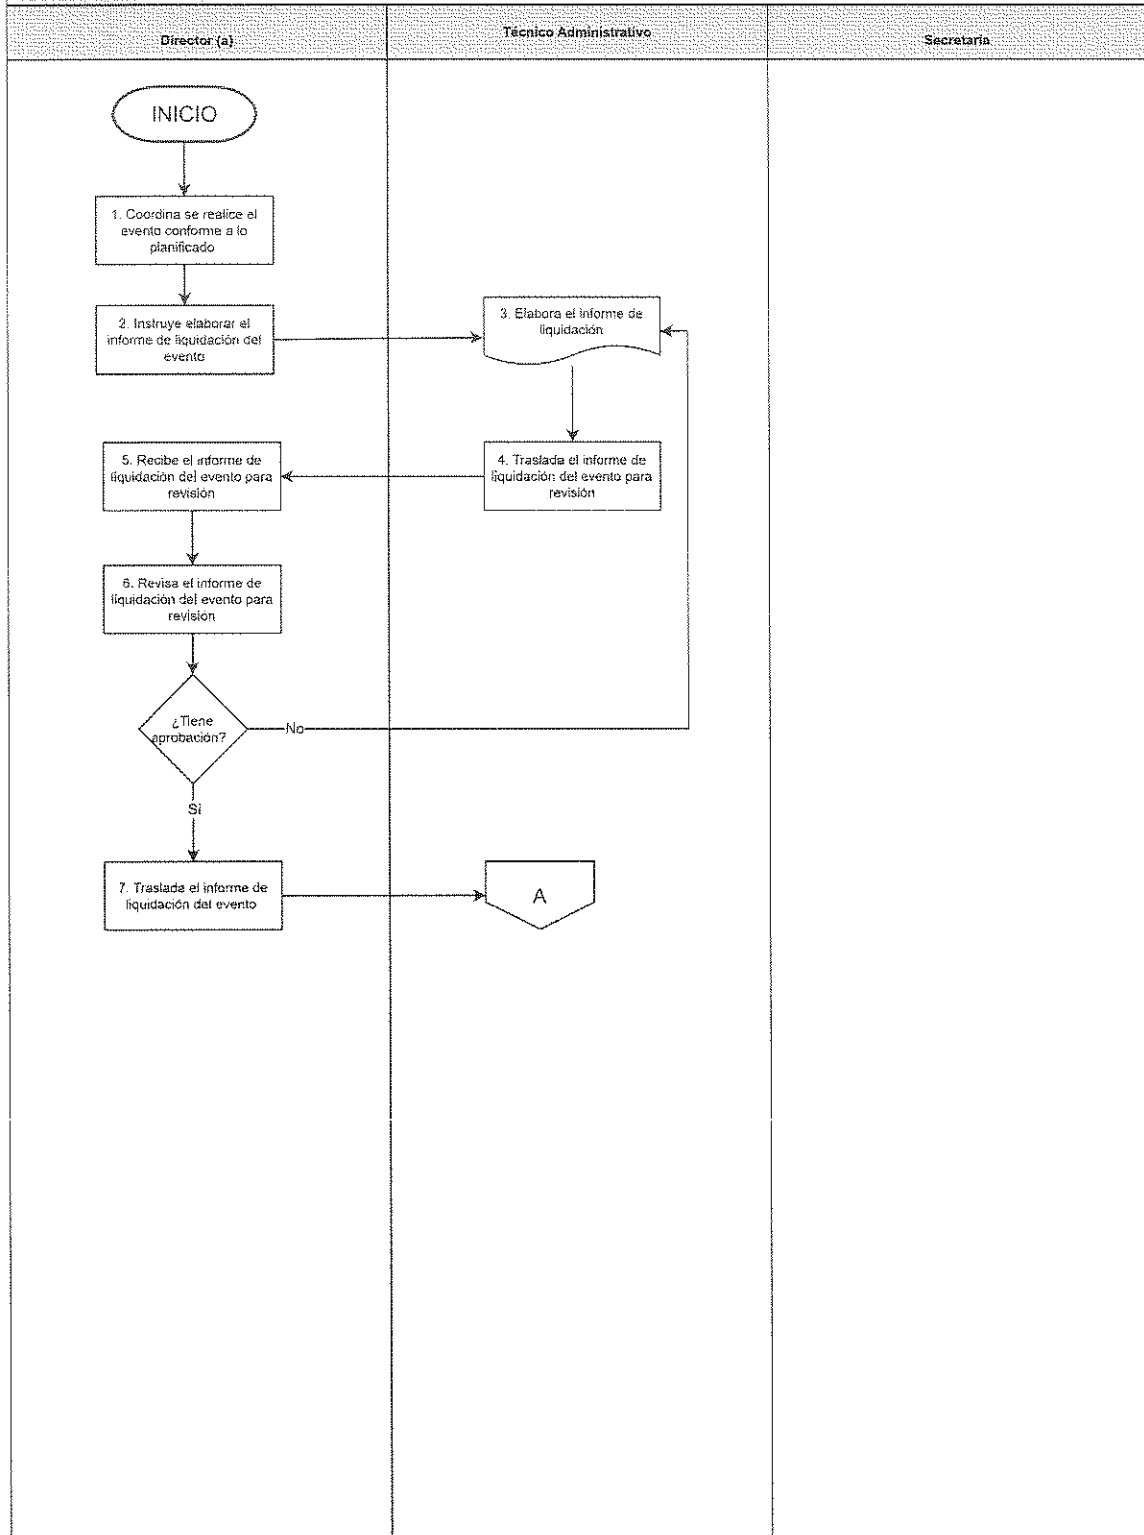 Director (a)
Técnico Administrativo
Secretaria
INICIO
1. Coordina se realice el
evento conforme a lo
planificado
2. Instruye elaborar el
informe de liquidación del
evento
3. Elabora el informe de
liquidación
5. Recibe el informe de
liquidación del evento para
revisión
4. Traslada el informe de
liquidación del evento para
revisión
6. Revisa el informe de
liquidación del evento para
revisión
¿Tiene
aprobación?
No
Si
7. Traslada el informe de
liquidación del evento
A